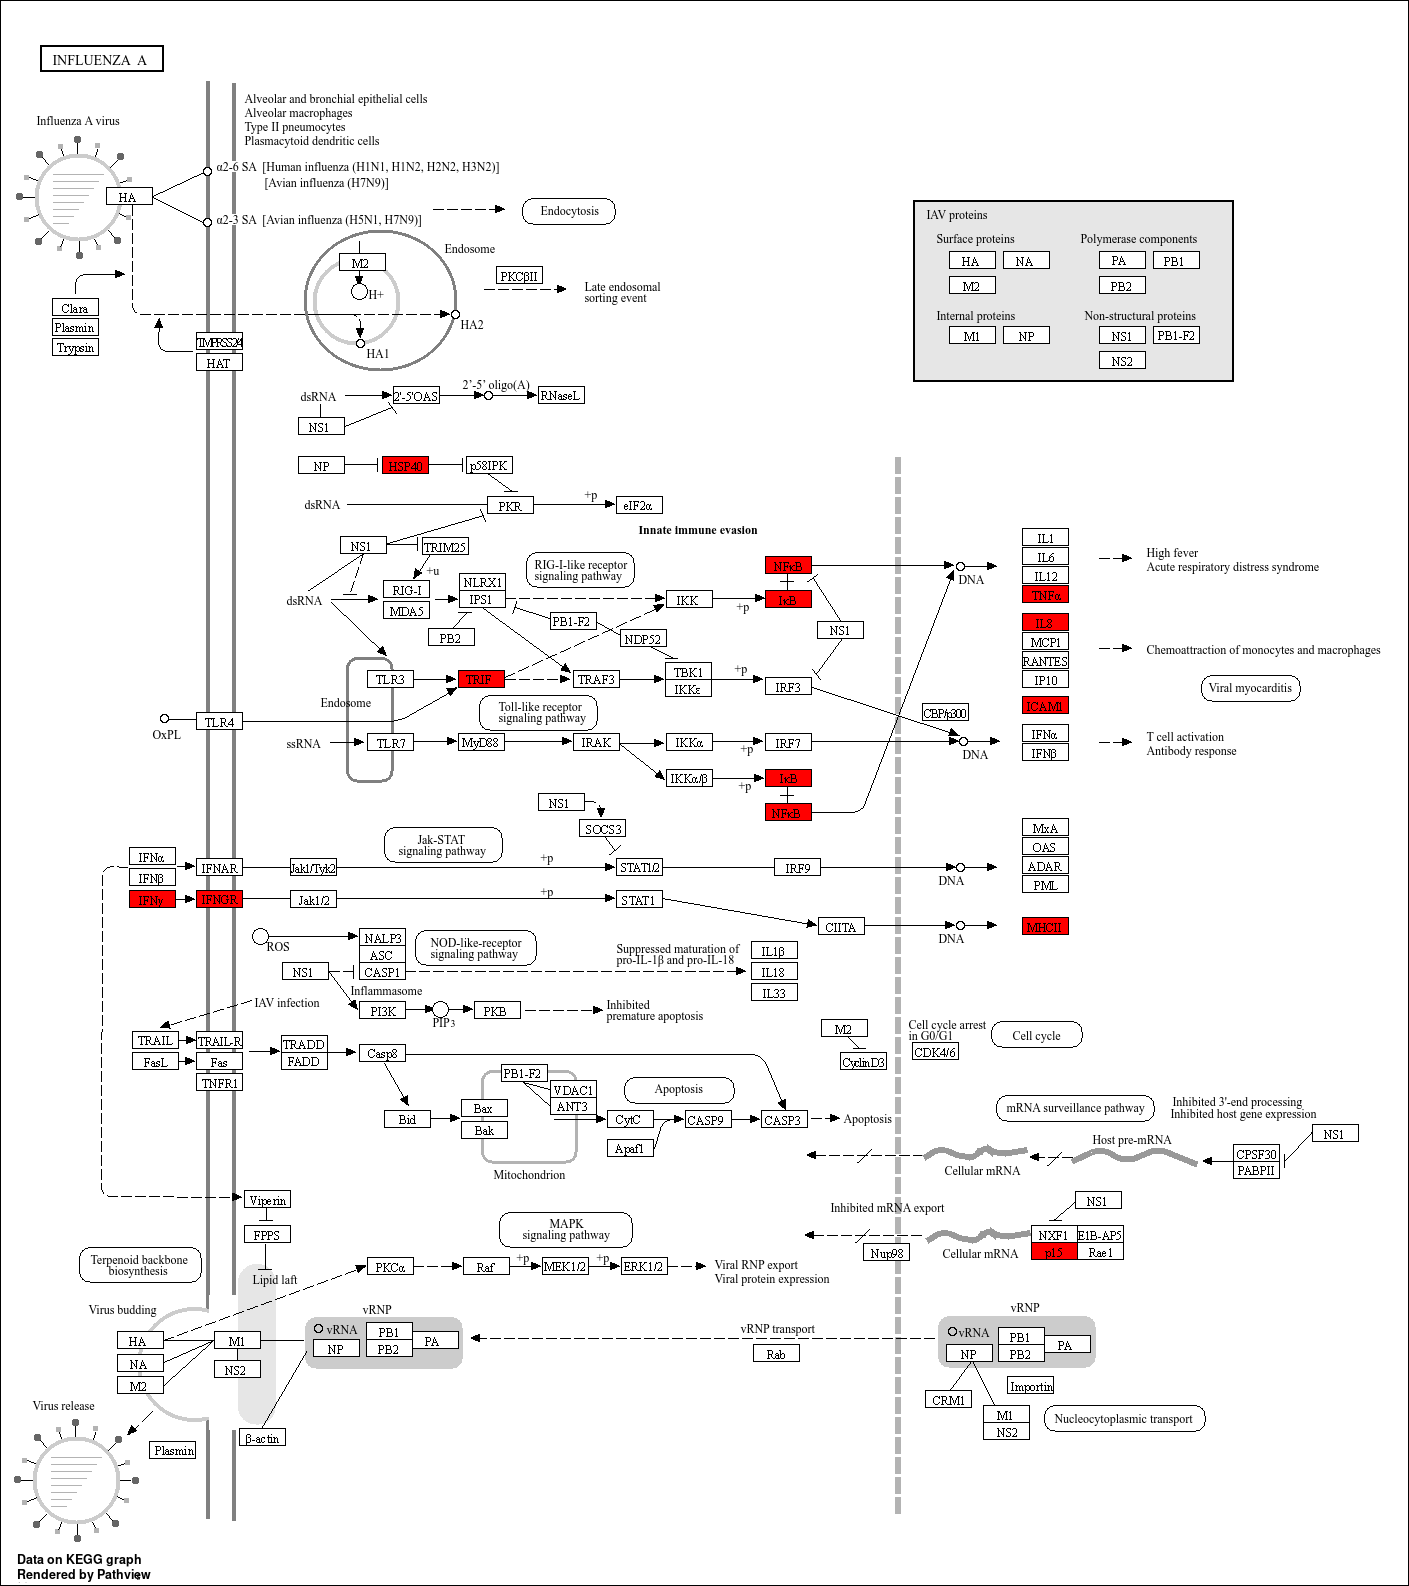 INFLUENZA A
Alveolar and bronchial epithelial cells
Alveolar macrophages
Type II pneumocytes
Plasmacytoid dendritic cells
Influenza A virus
α2-6 SA [Human influenza (H1N1, H1N2, H2N2, H3N2)]
[Avian influenza (H7N9)]
HA
α2-3 SA [Avian influenza (H5N1, H7N9)]
Endocytosis
Endosome
M2
H+
PKCβII
Late endosomal
sorting event
HA2
HA1
Clara
Plasmin
Trypsin
HAT
IAV proteins
Surface proteins
Polymerase components
HA
NA
PA
PB1
M2
PB2
Internal proteins
Non-structural proteins
M1
NP
NS1
PB1-F2
NS2
dsRNA
2'-5'OAS
2'-5' oligo(A)
RNaseL
NS1
NP
HSP40
p58IPK
dsRNA
PKR
+p
eIF2α
Innate immune evasion
NS1
TRIM25
+u
RIG-I
MDA5
dsRNA
NLRX1
IPS1
RIG-I-like receptor
signaling pathway
IKK
+p
NFκB
IκB
PB2
PB1-F2
NDP52
NS1
DNA
IL1
IL6
IL12
TNFα
High fever
Acute respiratory distress syndrome
IL8
MCP1
RANTES
IP10
Chemoattraction of monocytes and macrophages
Viral myocarditis
ICAM1
TLR3
TRIF
TRAF3
TBK1
IKKε
+p
IRF3
Endosome
Toll-like receptor
signaling pathway
CBP/p300
OxPL
TLR4
ssRNA
TLR7
MyD88
IRAK
IKKα
+p
IRF7
DNA
IFNα
IFNβ
T cell activation
Antibody response
IKKα/β
+p
IκB
NFκB
NS1
SOCS3
Jak-STAT
signaling pathway
IFNα
IFNβ
IFNAR
Jak1/Tyk2
+p
STAT1/2
IRF9
DNA
MxA
OAS
ADAR
PML
IFNγ
IFNGR
Jak1/2
+p
STAT1
CIITA
DNA
MHCII
ROS
NALP3
ASC
CASP1
NS1
Inflammasome
NOD-like-receptor
signaling pathway
Suppressed maturation of
pro-IL-1β and pro-IL-18
IL1β
IL18
IL33
IAV infection
PI3K
PIP3
PKB
Inhibited
premature apoptosis
TRAIL
TRAIL-R
FasL
Fas
TNFR1
TRADD
FADD
Casp8
M2
CyclinD3
Cell cycle arrest
in G0/G1
CDK4/6
Cell cycle
PB1-F2
VDAC1
ANT3
Apoptosis
Bid
Bax
Bak
CytC
CASP9
CASP3
Apoptosis
Apaf1
Mitochondrion
mRNA surveillance pathway
Inhibited 3'-end processing
Inhibited host gene expression
NS1
Host pre-mRNA
CPSF30
PABPII
Cellular mRNA
Viperin
FPPS
Lipid laft
MAPK
signaling pathway
Inhibited mRNA export
NS1
Nup98
Cellular mRNA
NXF1
E1B-AP5
p15
Rae1
Terpenoid backbone
biosynthesis
PKCα
Raf
+p
MEK1/2
+p
ERK1/2
Viral RNP export
Viral protein expression
Virus budding
HA
NA
M2
M1
NS2
vRNP
vRNA
NP
PB1
PB2
PA
vRNP transport
Rab
vRNP
vRNA
NP
PB1
PB2
PA
CRM1
Importin
M1
NS2
Nucleocytoplasmic transport
Virus release
Plasmin
β-actin
Data on KEGG graph
Rendered by Pathview